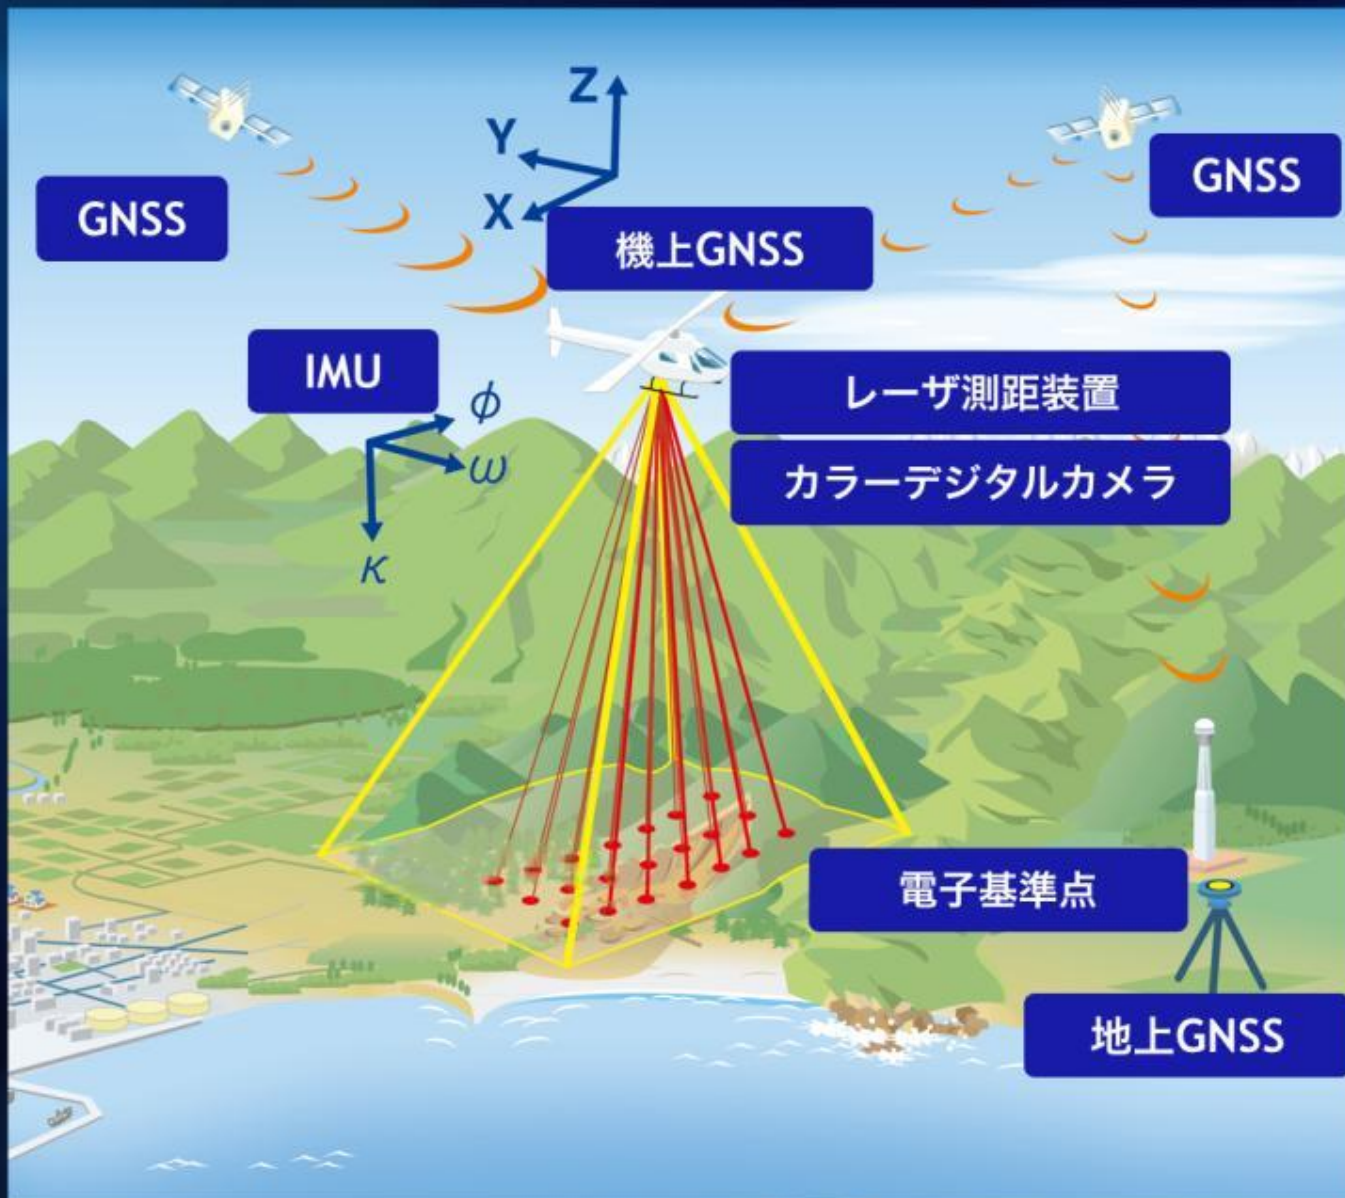 Z
Y
X
GNSS
GNSS
機上GNSS
IMU
φ
ω
κ
レーザ測距装置
カラーデジタルカメラ
電子基準点
地上GNSS